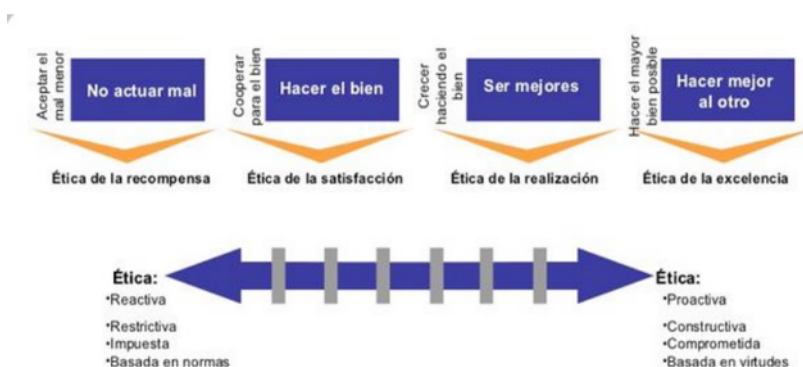 Aceptar el
mal menor
No actuar mal
Ética de la recompensa
Cooperar
para el bien
Hacer el bien
Ética de la satisfacción
Crecer
haciendo el
bien
Ser mejores
Ética de la realización
Hacer el mayor
bien posible
Hacer mejor
al otro
Ética de la excelencia
Ética:
•Reactiva
•Restrictiva
•Impuesta
•Basada en normas
Ética:
•Proactiva
•Constructiva
•Comprometida
•Basada en virtudes